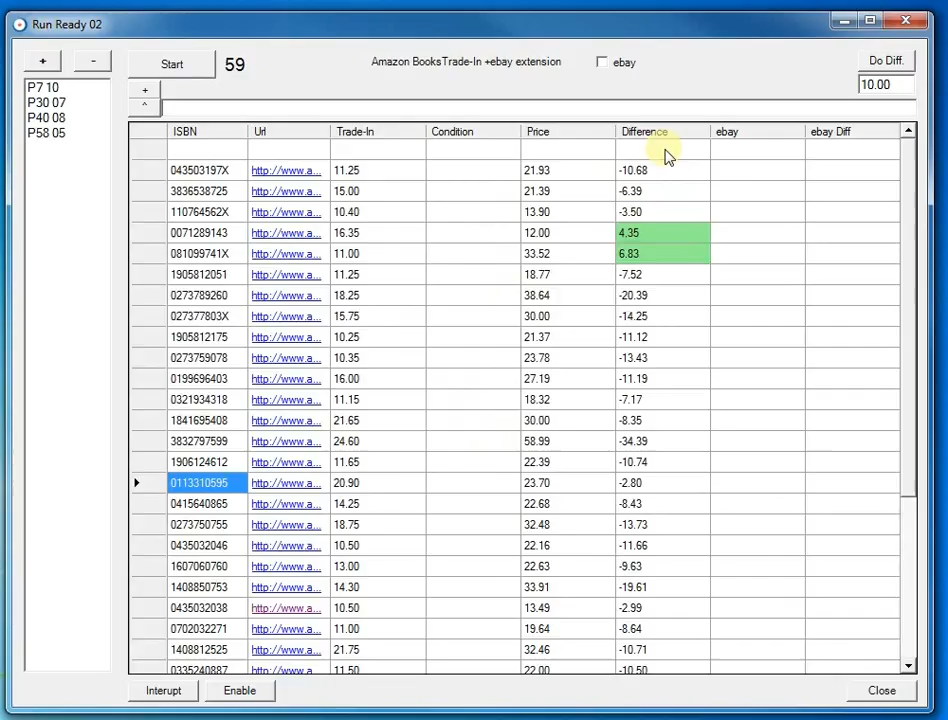 Run Ready 02
+ - Start 59 Amazon BooksTrade-In +ebay extension ebay Do Diff.
10.00
+
^
P7 10
P30 07
P40 08
P58 05
ISBN Url Trade-In Condition Price Difference ebay ebay Diff
043503197X http://www.a... 11.25 21.93 -10.68
3836538725 http://www.a... 15.00 21.39 -6.39
110764562X http://www.a... 10.40 13.90 -3.50
0071289143 http://www.a... 16.35 12.00 4.35
081099741X http://www.a... 11.00 33.52 6.83
1905812051 http://www.a... 11.25 18.77 -7.52
0273789260 http://www.a... 18.25 38.64 -20.39
027377803X http://www.a... 15.75 30.00 -14.25
1905812175 http://www.a... 10.25 21.37 -11.12
0273759078 http://www.a... 10.35 23.78 -13.43
0199696403 http://www.a... 16.00 27.19 -11.19
0321934318 http://www.a... 11.15 18.32 -7.17
1841695408 http://www.a... 21.65 30.00 -8.35
3832797599 http://www.a... 24.60 58.99 -34.39
1906124612 http://www.a... 11.65 22.39 -10.74
0113310595 http://www.a... 20.90 23.70 -2.80
0415640865 http://www.a... 14.25 22.68 -8.43
0273750755 http://www.a... 18.75 32.48 -13.73
0435032046 http://www.a... 10.50 22.16 -11.66
1607060760 http://www.a... 13.00 22.63 -9.63
1408850753 http://www.a... 14.30 33.91 -19.61
0435032038 http://www.a... 10.50 13.49 -2.99
0702032271 http://www.a... 11.00 19.64 -8.64
1408812525 http://www.a... 21.75 32.46 -10.71
0335240887 http://www.a... 11.50 22.00 -10.50
Interupt Enable Close